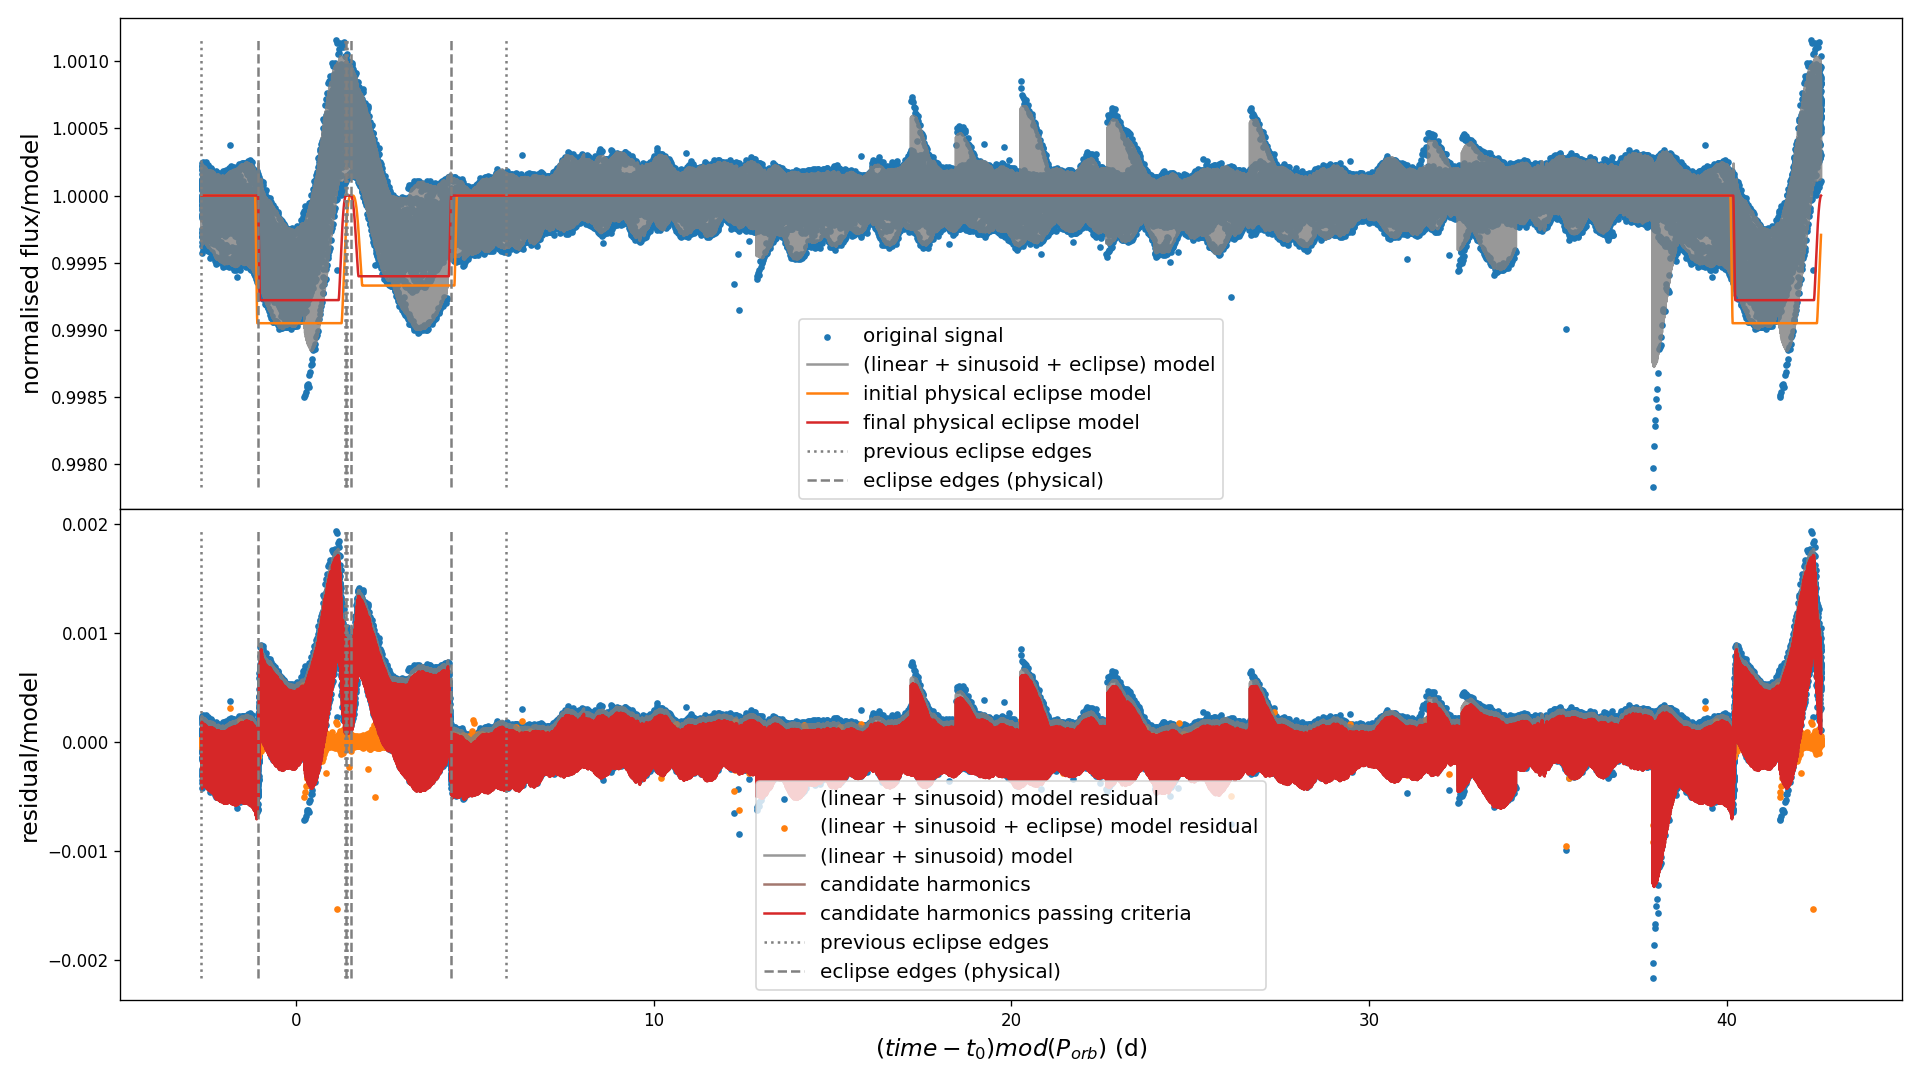 normalised flux/model
1.0010
1.0005
1.0000
0.9995
0.9990
0.9985
0.9980
original signal
(linear + sinusoid + eclipse) model
initial physical eclipse model
final physical eclipse model
previous eclipse edges
eclipse edges (physical)
residual/model
0.002
0.001
0.000
−0.001
−0.002
(linear + sinusoid) model residual
(linear + sinusoid + eclipse) model residual
(linear + sinusoid) model
candidate harmonics
candidate harmonics passing criteria
previous eclipse edges
eclipse edges (physical)
0 10 20 30 40
(time − t₀)mod(P_orb) (d)